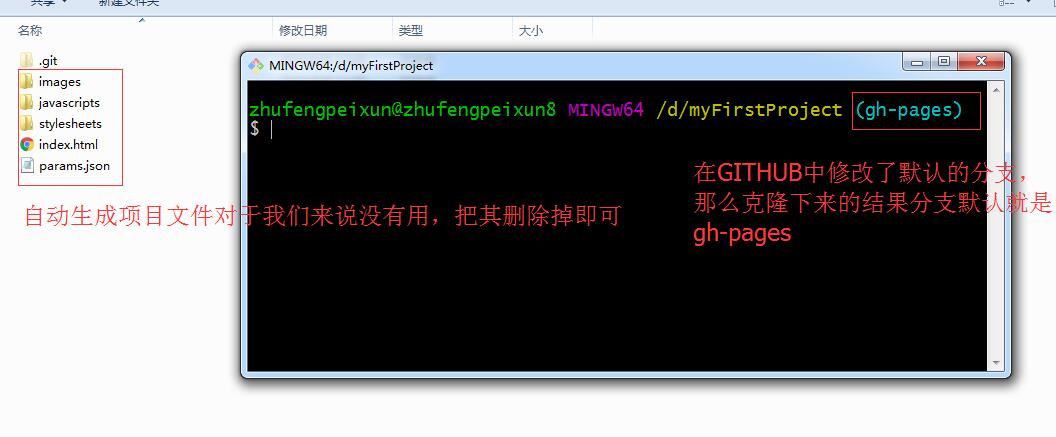 共享
新建文件夹
名称
修改日期
类型
大小
.git
images
javascripts
stylesheets
index.html
params.json
MINGW64:/d/myFirstProject
zhufengpeixun@zhufengpeixun8 MINGW64 /d/myFirstProject (gh-pages)
$
在GITHUB中修改了默认的分支，
那么克隆下来的结果分支默认就是
gh-pages
自动生成项目文件对于我们来说没有用，把其删除掉即可